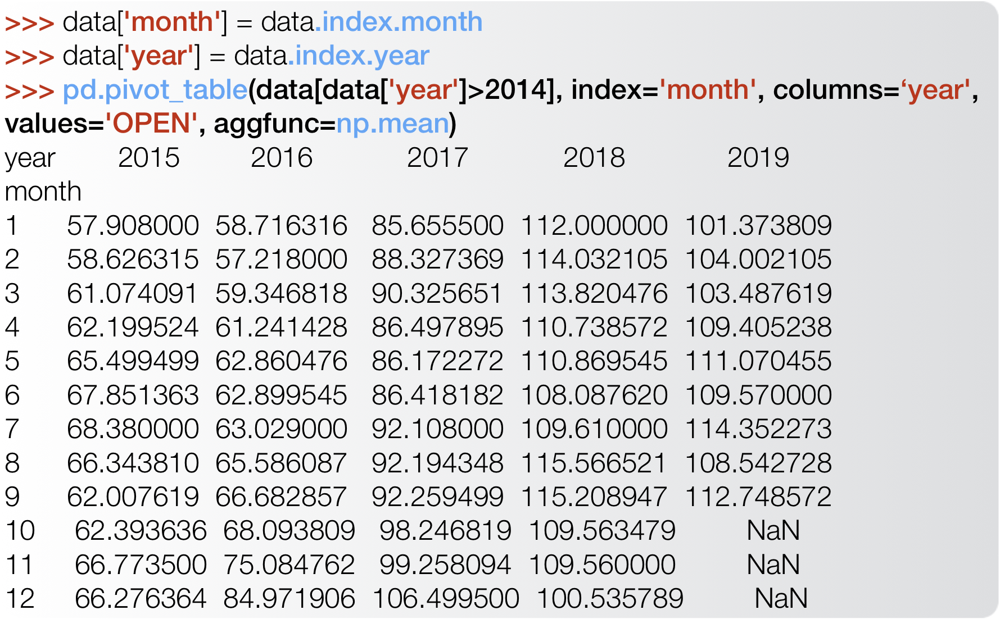 >>> data['month'] = data.index.month
>>> data['year'] = data.index.year
>>> pd.pivot_table(data[data['year']>2014], index='month', columns=‘year',
values='OPEN', aggfunc=np.mean)
year 2015 2016 2017 2018 2019
month
1 57.908000 58.716316 85.655500 112.000000 101.373809
2 58.626315 57.218000 88.327369 114.032105 104.002105
3 61.074091 59.346818 90.325651 113.820476 103.487619
4 62.199524 61.241428 86.497895 110.738572 109.405238
5 65.499499 62.860476 86.172272 110.869545 111.070455
6 67.851363 62.899545 86.418182 108.087620 109.570000
7 68.380000 63.029000 92.108000 109.610000 114.352273
8 66.343810 65.586087 92.194348 115.566521 108.542728
9 62.007619 66.682857 92.259499 115.208947 112.748572
10 62.393636 68.093809 98.246819 109.563479 NaN
11 66.773500 75.084762 99.258094 109.560000 NaN
12 66.276364 84.971906 106.499500 100.535789 NaN